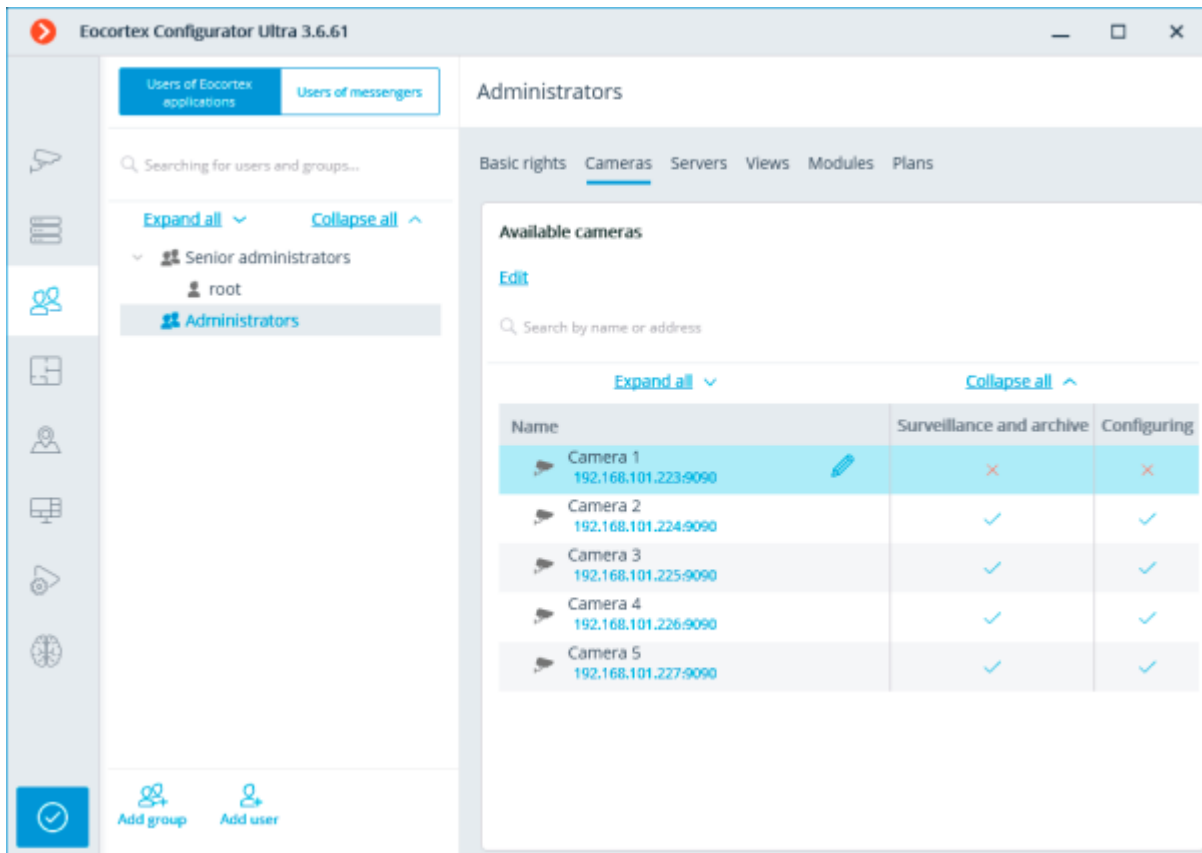 Eocortex Configurator Ultra 3.6.61
Users of Eocortex
applications
Users of messengers
Searching for users and groups...
Expand all
Collapse all
Senior administrators
root
Administrators
Add group
Add user
Administrators
Basic rights Cameras Servers Views Modules Plans
Available cameras
Edit
Search by name or address
Expand all
Collapse all
Name Surveillance and archive Configuring
Camera 1
192.168.101.223:9090
Camera 2
192.168.101.224:9090
Camera 3
192.168.101.225:9090
Camera 4
192.168.101.226:9090
Camera 5
192.168.101.227:9090